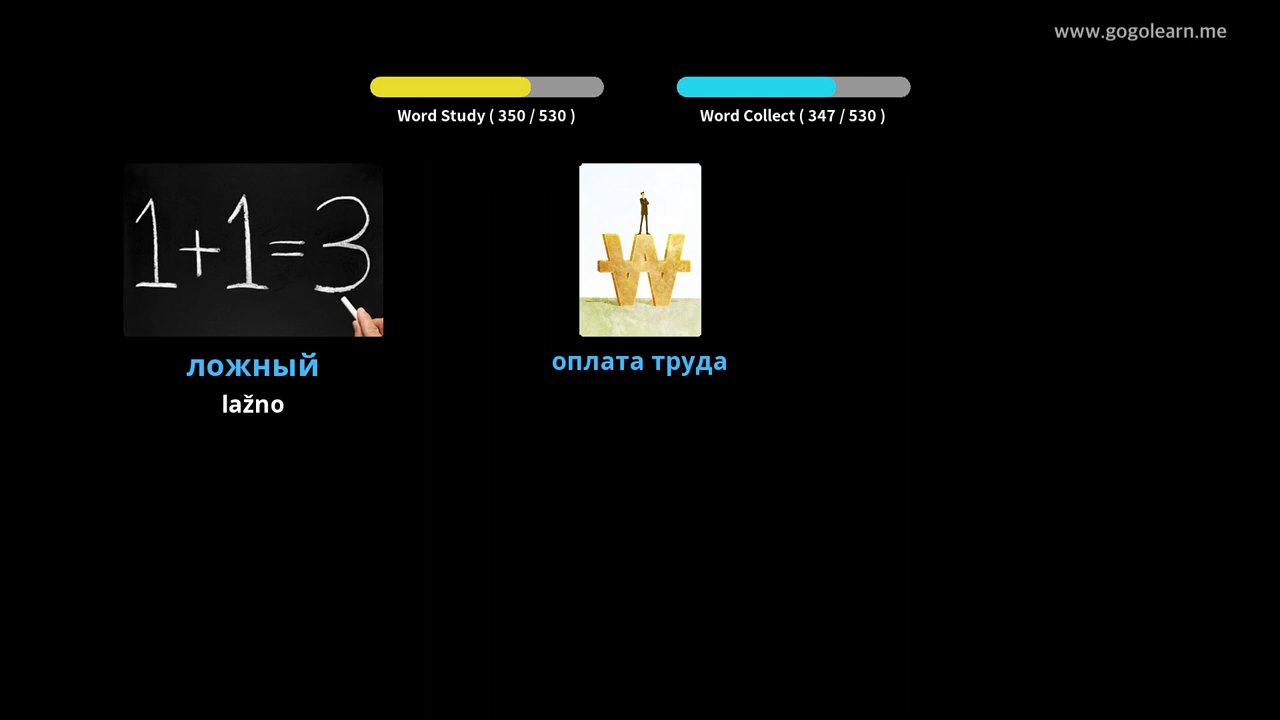 www.gogolearn.me
Word Study ( 350 / 530 )
Word Collect ( 347 / 530 )
1+1=3
₩
ложный
lažno
оплата труда